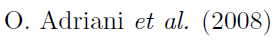 O. Adriani et al. (2008)